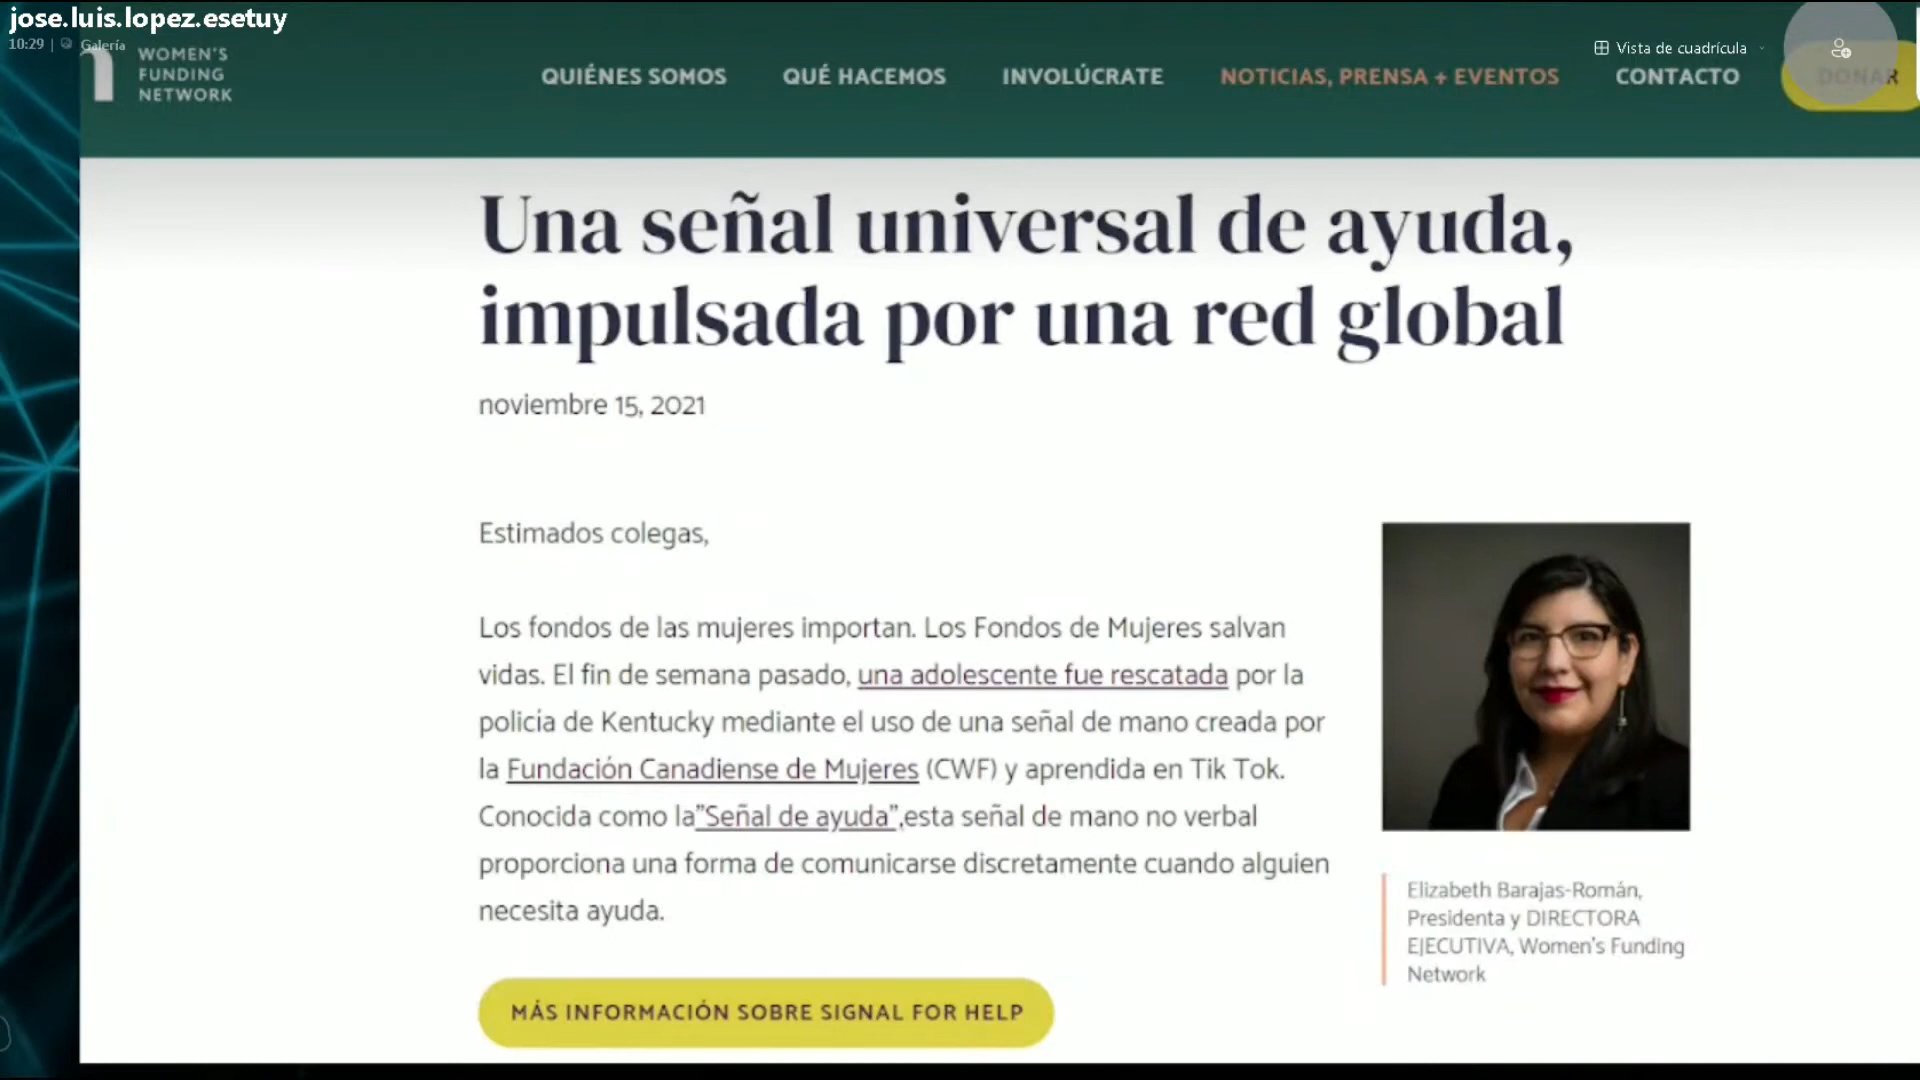 jose.luis.lopez.esetuy
10:29 | Galería
Vista de cuadrícula
WOMEN'S
FUNDING
NETWORK
QUIÉNES SOMOS
QUÉ HACEMOS
INVOLÚCRATE
NOTICIAS, PRENSA + EVENTOS
CONTACTO
DONAR
Una señal universal de ayuda,
impulsada por una red global
noviembre 15, 2021
Estimados colegas,
Los fondos de las mujeres importan. Los Fondos de Mujeres salvan
vidas. El fin de semana pasado, una adolescente fue rescatada por la
policía de Kentucky mediante el uso de una señal de mano creada por
la Fundación Canadiense de Mujeres (CWF) y aprendida en Tik Tok.
Conocida como la"Señal de ayuda",esta señal de mano no verbal
proporciona una forma de comunicarse discretamente cuando alguien
necesita ayuda.
MÁS INFORMACIÓN SOBRE SIGNAL FOR HELP
Elizabeth Barajas-Román,
Presidenta y DIRECTORA
EJECUTIVA, Women's Funding
Network